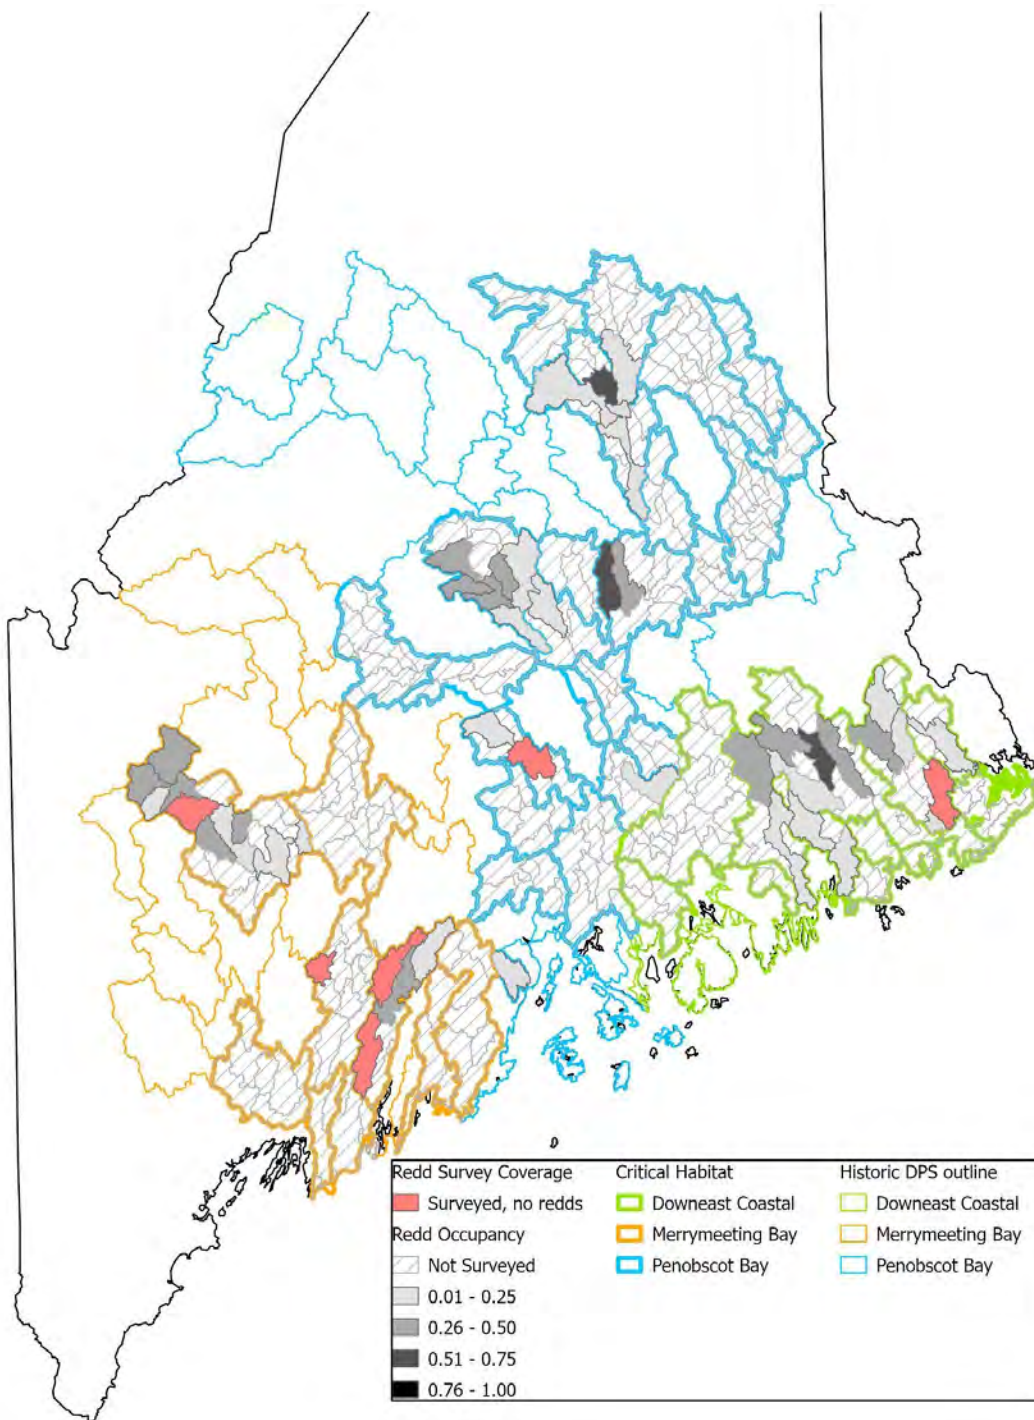 Redd Survey Coverage
Surveyed, no redds
Redd Occupancy
Not Surveyed
0.01 - 0.25
0.26 - 0.50
0.51 - 0.75
0.76 - 1.00
Critical Habitat
Downeast Coastal
Merrymeeting Bay
Penobscot Bay
Historic DPS outline
Downeast Coastal
Merrymeeting Bay
Penobscot Bay